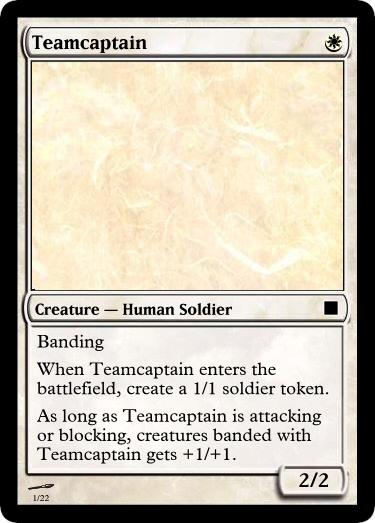 Teamcaptain
Creature — Human Soldier
Banding
When Teamcaptain enters the
battlefield, create a 1/1 soldier token.
As long as Teamcaptain is attacking
or blocking, creatures banded with
Teamcaptain gets +1/+1.
2/2
1/22